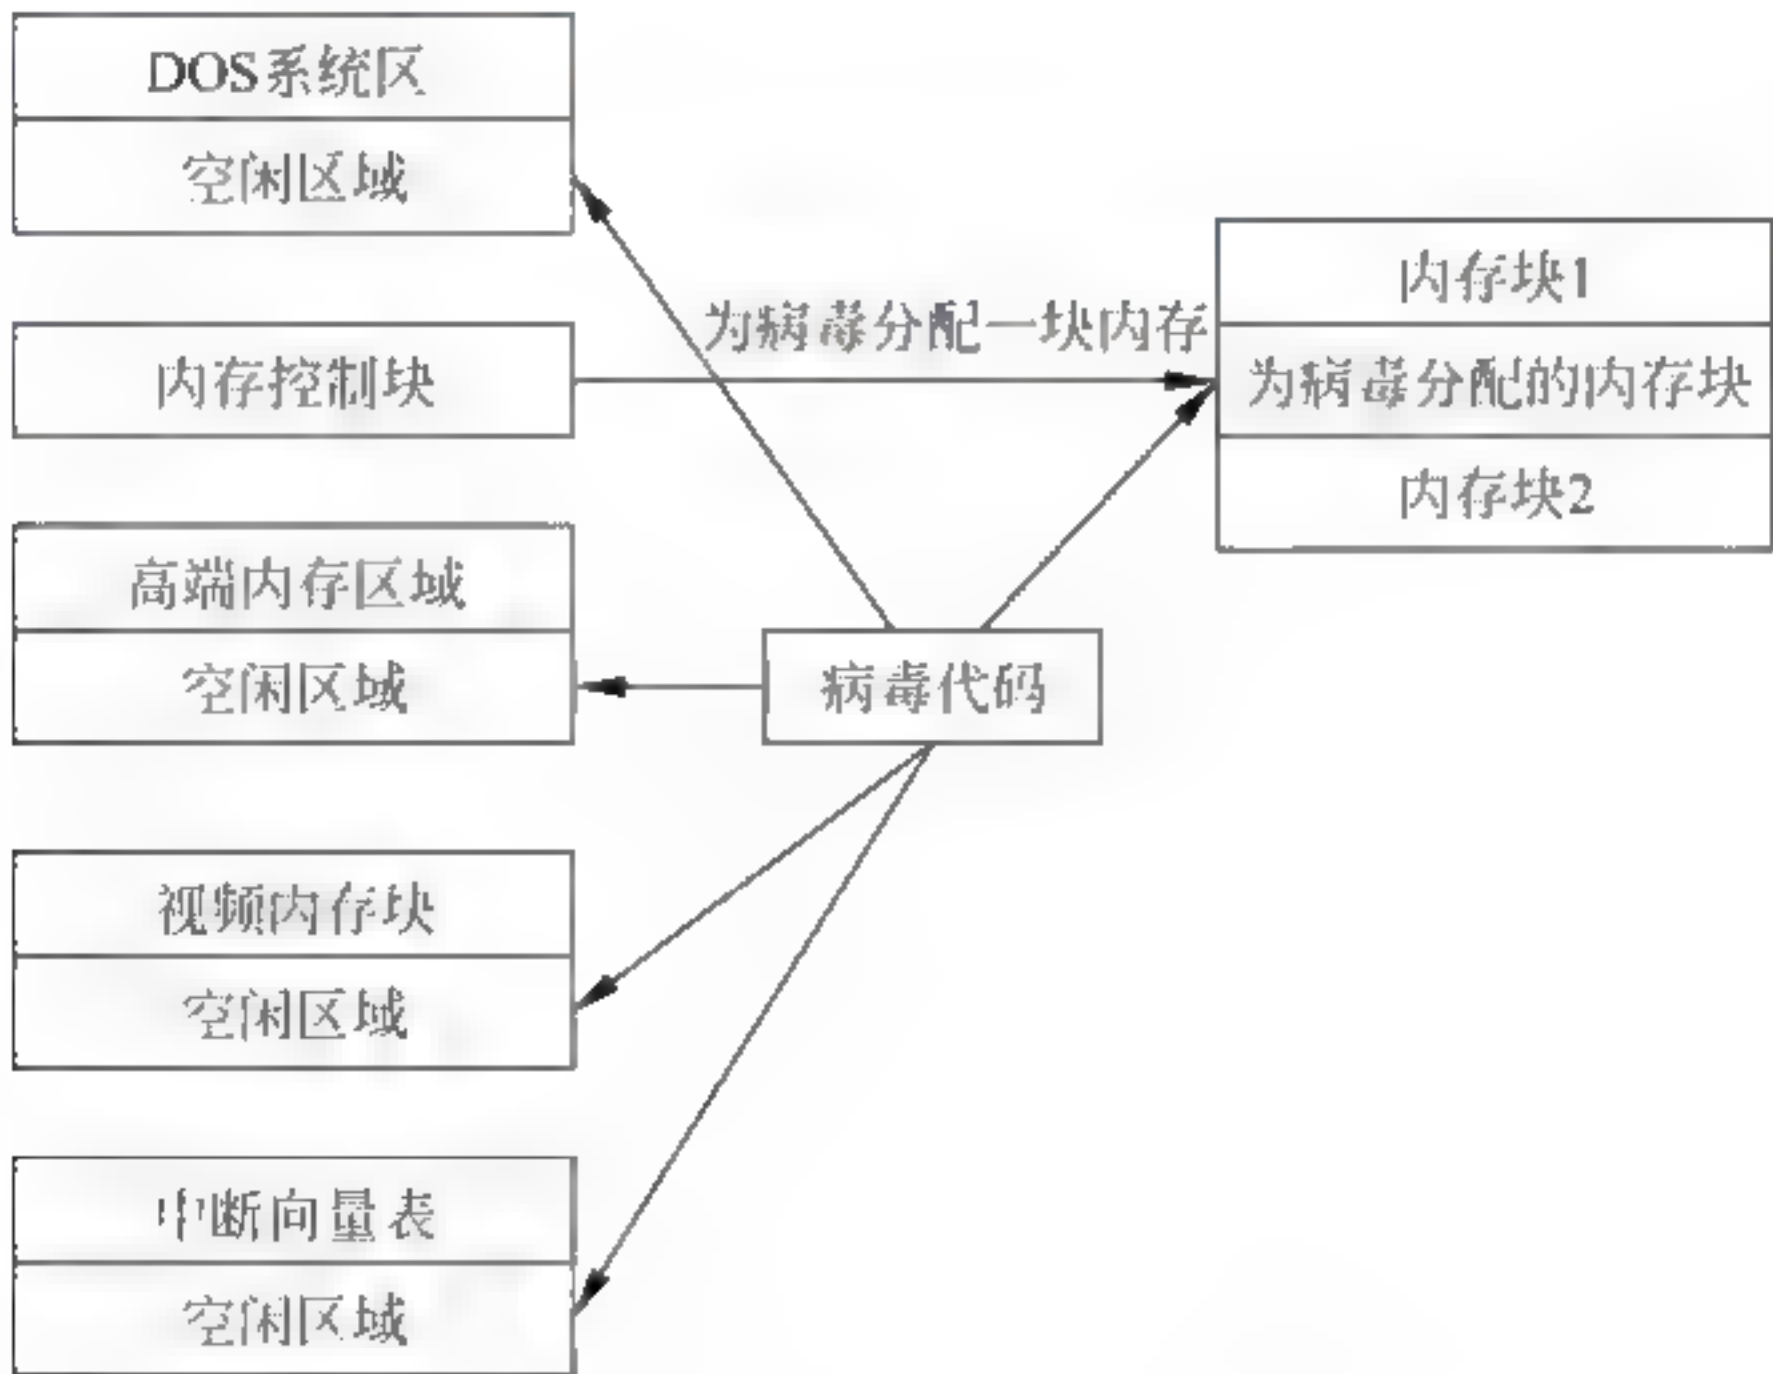 DOS系统区
空闲区域
内存控制块
高端内存区域
空闲区域
视频内存块
空闲区域
中断向量表
空闲区域
为病毒分配一块内存
病毒代码
内存块1
为病毒分配的内存块
内存块2